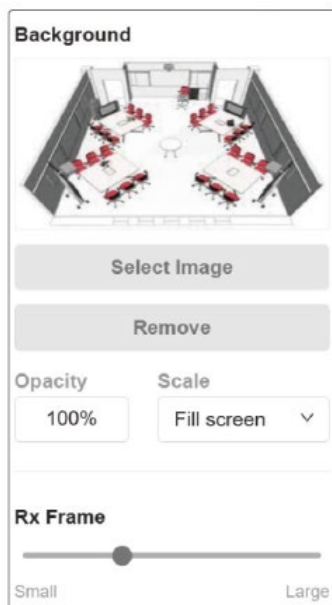 Background
Select Image
Remove
Opacity Scale
100% Fill screen
Rx Frame
Small Large